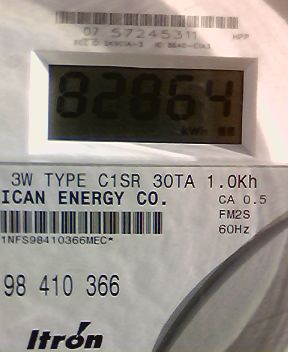 07 57245311 HPP
82864
kWh
3W TYPE C1SR 30TA 1.0Kh
ICAN ENERGY CO. CA 0.5
FM2S
60Hz
1NFS98410366MEC*
98 410 366
Itron